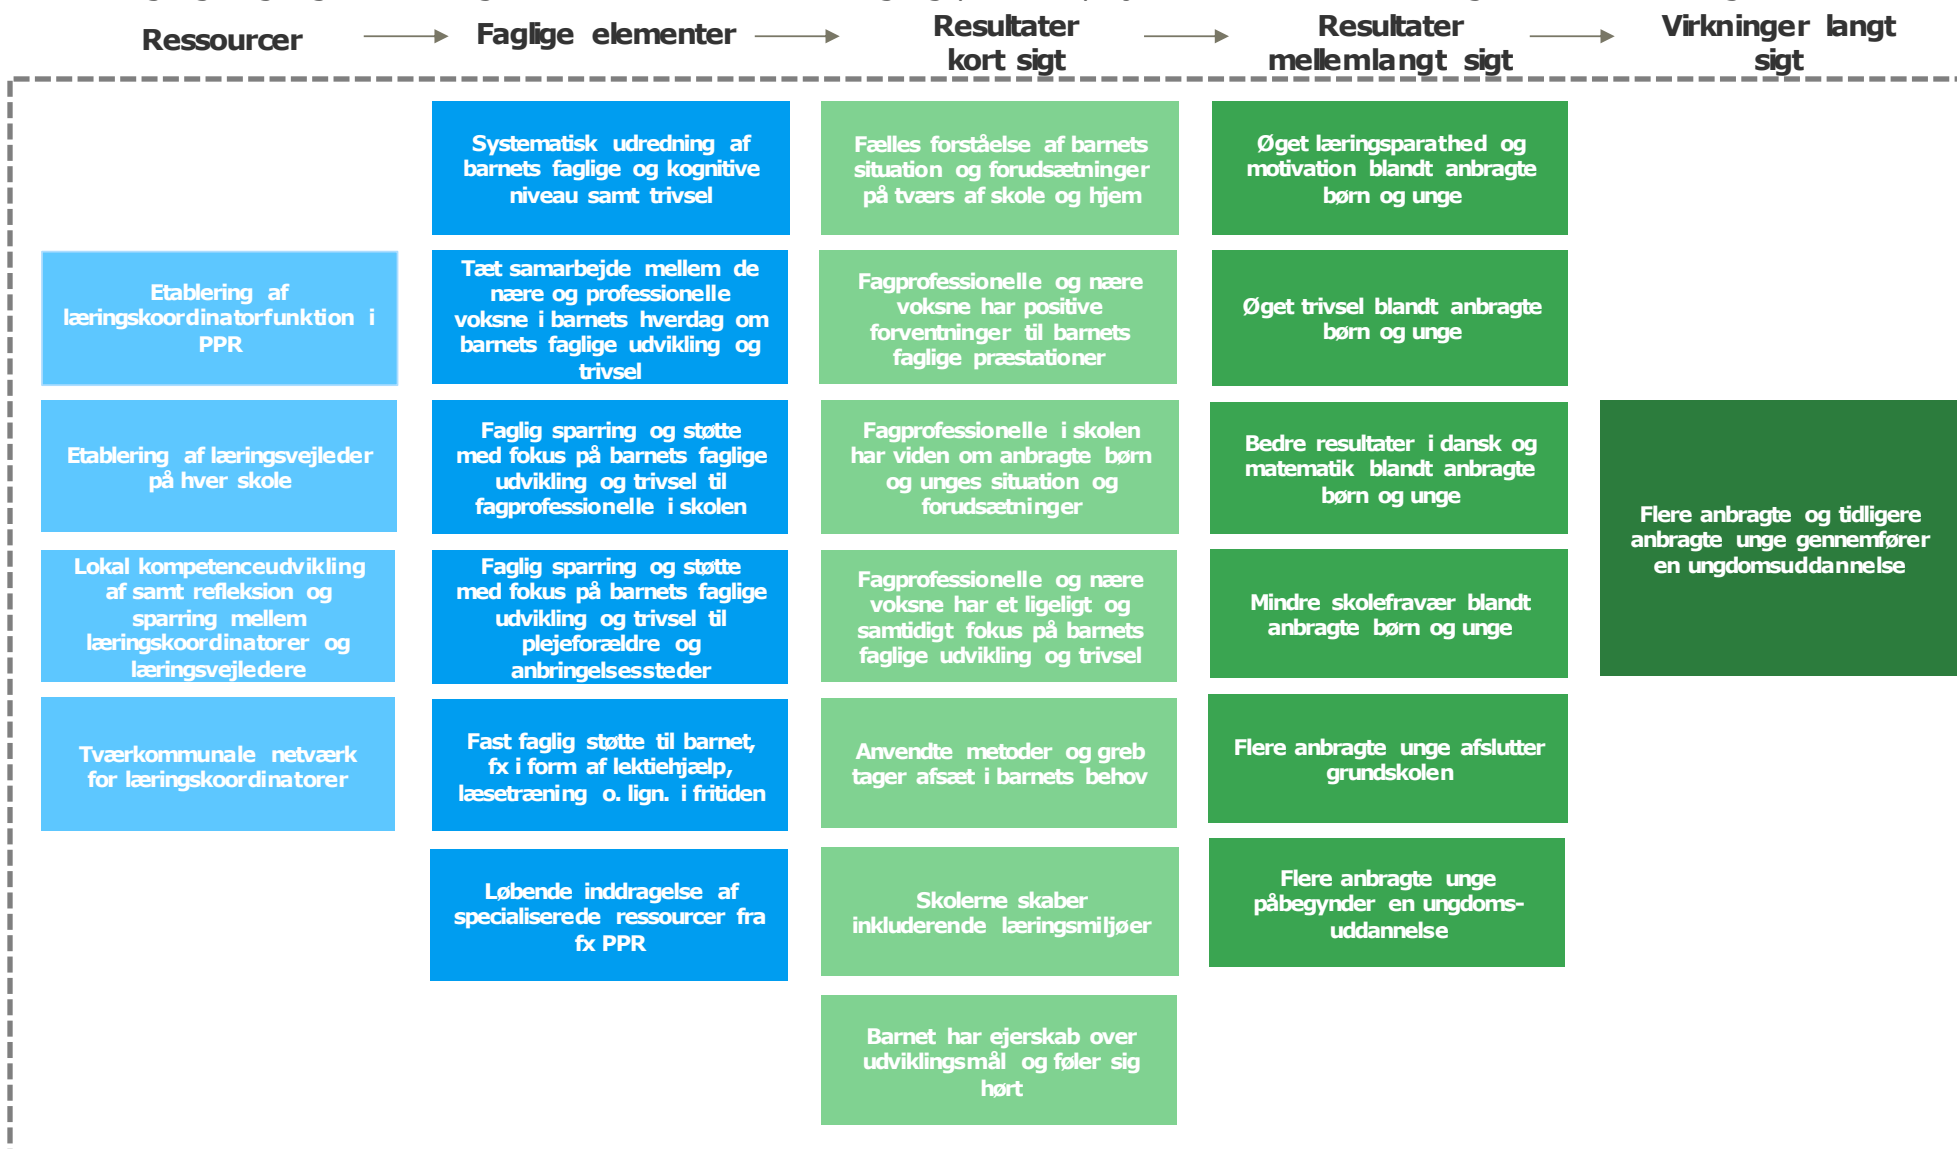 Ressourcer
Faglige elementer
Resultater
kort sigt
Resultater
mellemlangt sigt
Virkninger langt
sigt
Etablering af
læringskoordinatorfunktion i
PPR
Etablering af læringsvejleder
på hver skole
Lokal kompetenceudvikling
af samt refleksion og
sparring mellem
læringskoordinatorer og
læringsvejledere
Tværkommunale netværk
for læringskoordinatorer
Systematisk udredning af
barnets faglige og kognitive
niveau samt trivsel
Tæt samarbejde mellem de
nære og professionelle
voksne i barnets hverdag om
barnets faglige udvikling og
trivsel
Faglig sparring og støtte
med fokus på barnets faglige
udvikling og trivsel til
fagprofessionelle i skolen
Faglig sparring og støtte
med fokus på barnets faglige
udvikling og trivsel til
plejeforældre og
anbringelsessteder
Fast faglig støtte til barnet,
fx i form af lektiehjælp,
læsetræning o. lign. i fritiden
Løbende inddragelse af
specialiserede ressourcer fra
fx PPR
Fælles forståelse af barnets
situation og forudsætninger
på tværs af skole og hjem
Fagprofessionelle og nære
voksne har positive
forventninger til barnets
faglige præstationer
Fagprofessionelle i skolen
har viden om anbragte børn
og unges situation og
forudsætninger
Fagprofessionelle og nære
voksne har et ligeligt og
samtidigt fokus på barnets
faglige udvikling og trivsel
Anvendte metoder og greb
tager afsæt i barnets behov
Skolerne skaber
inkluderende læringsmiljøer
Barnet har ejerskab over
udviklingsmål og føler sig
hørt
Øget læringsparathed og
motivation blandt anbragte
børn og unge
Øget trivsel blandt anbragte
børn og unge
Bedre resultater i dansk og
matematik blandt anbragte
børn og unge
Mindre skolefravær blandt
anbragte børn og unge
Flere anbragte unge afslutter
grundskolen
Flere anbragte unge
påbegynder en ungdoms-
uddannelse
Flere anbragte og tidligere
anbragte unge gennemfører
en ungdomsuddannelse